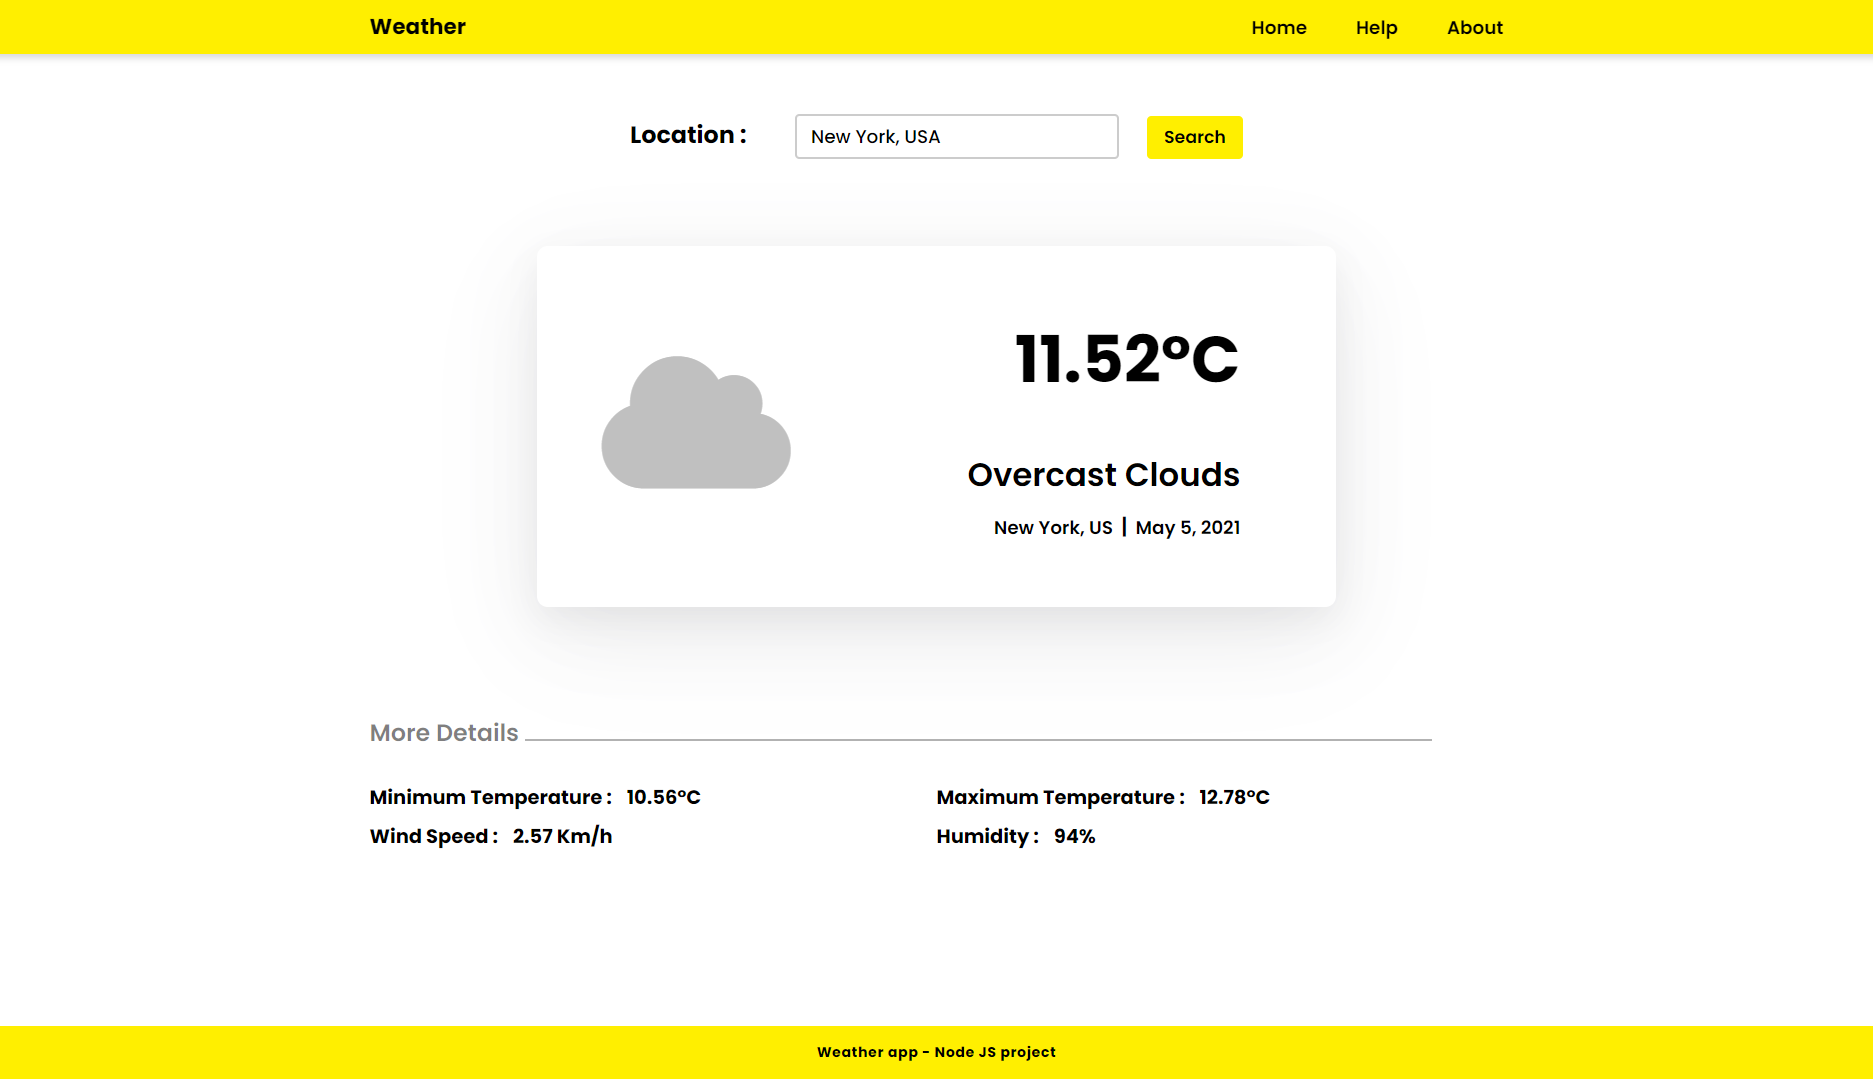 Weather Home Help About
Location : New York, USA Search
11.52°C
Overcast Clouds
New York, US | May 5, 2021
More Details
Minimum Temperature : 10.56°C Maximum Temperature : 12.78°C
Wind Speed : 2.57 Km/h Humidity : 94%
Weather app - Node JS project